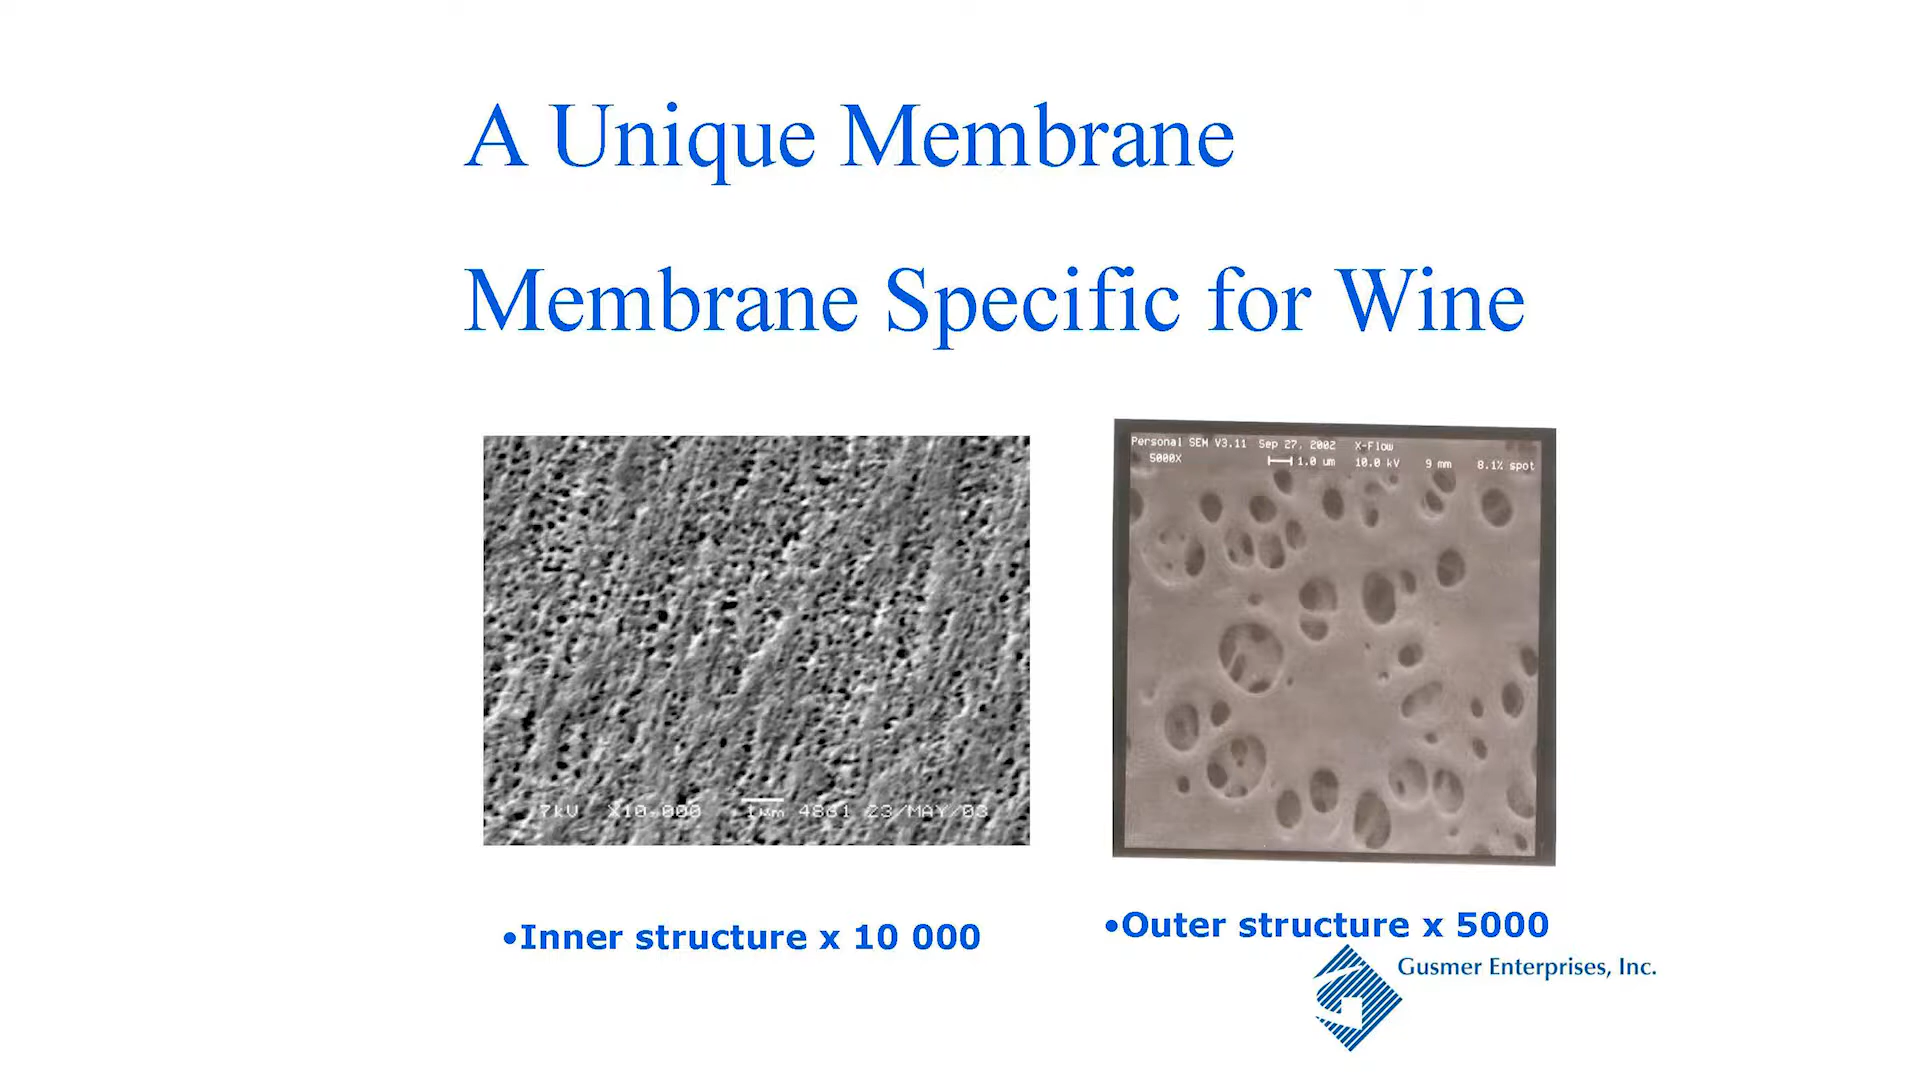 A Unique Membrane
Membrane Specific for Wine
Personal SEM V3.11 Sep 27, 2002 X-Flow
5000X 1.0 um 10.0 kV 9 mm 8.1% spot
7kV X10,000 1µm 4861 23/MAY/03
•Inner structure x 10 000
•Outer structure x 5000
Gusmer Enterprises, Inc.